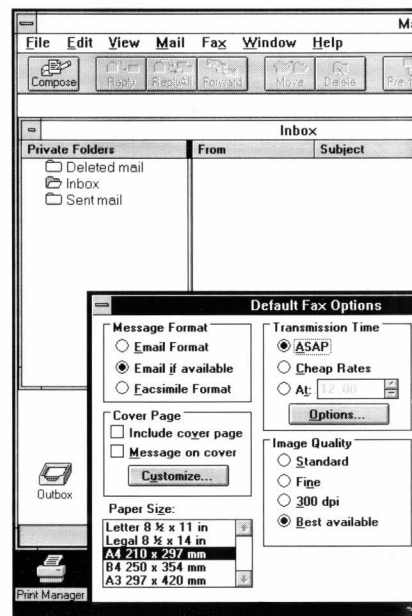 Ma
File Edit View Mail Fax Window Help
Compose Reply ReplyAll Forward Move Delete Prev
Inbox
Private Folders From Subject
Deleted mail
Inbox
Sent mail
Default Fax Options
Message Format
Email Format
Email if available
Facsimile Format
Transmission Time
ASAP
Cheap Rates
At: 12.00
Options...
Cover Page
Include cover page
Message on cover
Customize...
Image Quality
Standard
Fine
300 dpi
Best available
Paper Size:
Letter 8 ½ x 11 in
Legal 8 ½ x 14 in
A4 210 x 297 mm
B4 250 x 354 mm
A3 297 x 420 mm
Outbox
Print Manager